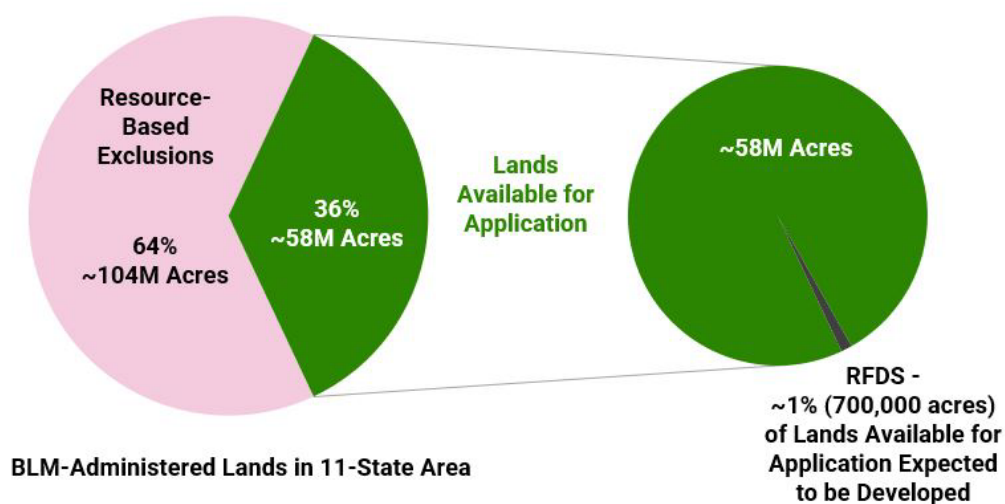 Resource-
Based
Exclusions
64%
~104M Acres
36%
~58M Acres
Lands
Available for
Application
~58M Acres
RFDS -
~1% (700,000 acres)
of Lands Available for
Application Expected
to be Developed
BLM-Administered Lands in 11-State Area